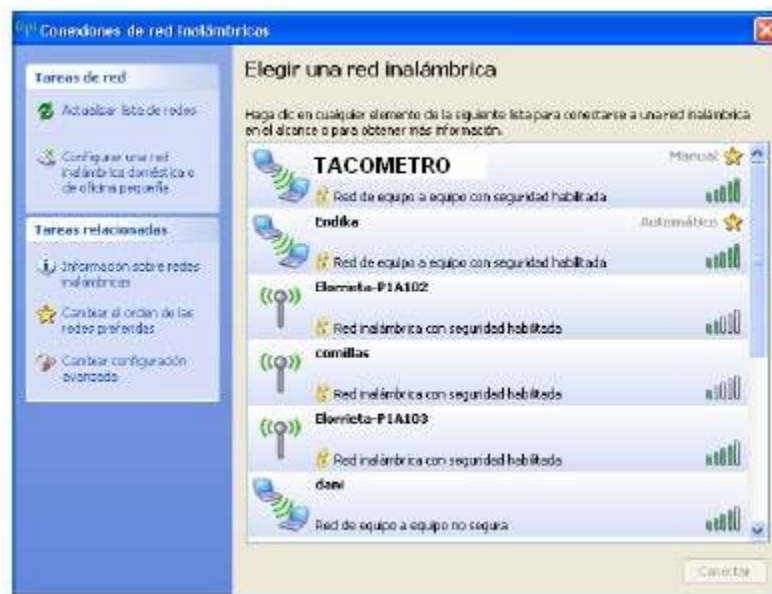 Conexiones de red inalámbricas
Tareas de red
Actualizar lista de redes
Configurar una red
inalámbrica doméstica o
de oficina pequeña
Tareas relacionadas
Información sobre redes
inalámbricas
Cambiar el orden de las
redes preferidas
Cambiar configuración
avanzada
Elegir una red inalámbrica
Haga clic en cualquier elemento de la siguiente lista para conectarse a una red inalámbrica
en el alcance o para obtener más información.
TACOMETRO
Manual
Red de equipo a equipo con seguridad habilitada
Endika
Automático
Red de equipo a equipo con seguridad habilitada
Elorrieta-P1A102
Red inalámbrica con seguridad habilitada
comillas
Red inalámbrica con seguridad habilitada
Elorrieta-P1A103
Red inalámbrica con seguridad habilitada
dani
Red de equipo a equipo no segura
Conectar